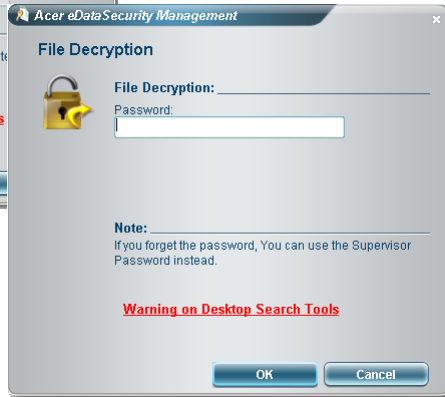 Acer eDataSecurity Management
File Decryption
File Decryption:
Password:
Note:
If you forget the password, You can use the Supervisor
Password instead.
Warning on Desktop Search Tools
OK
Cancel